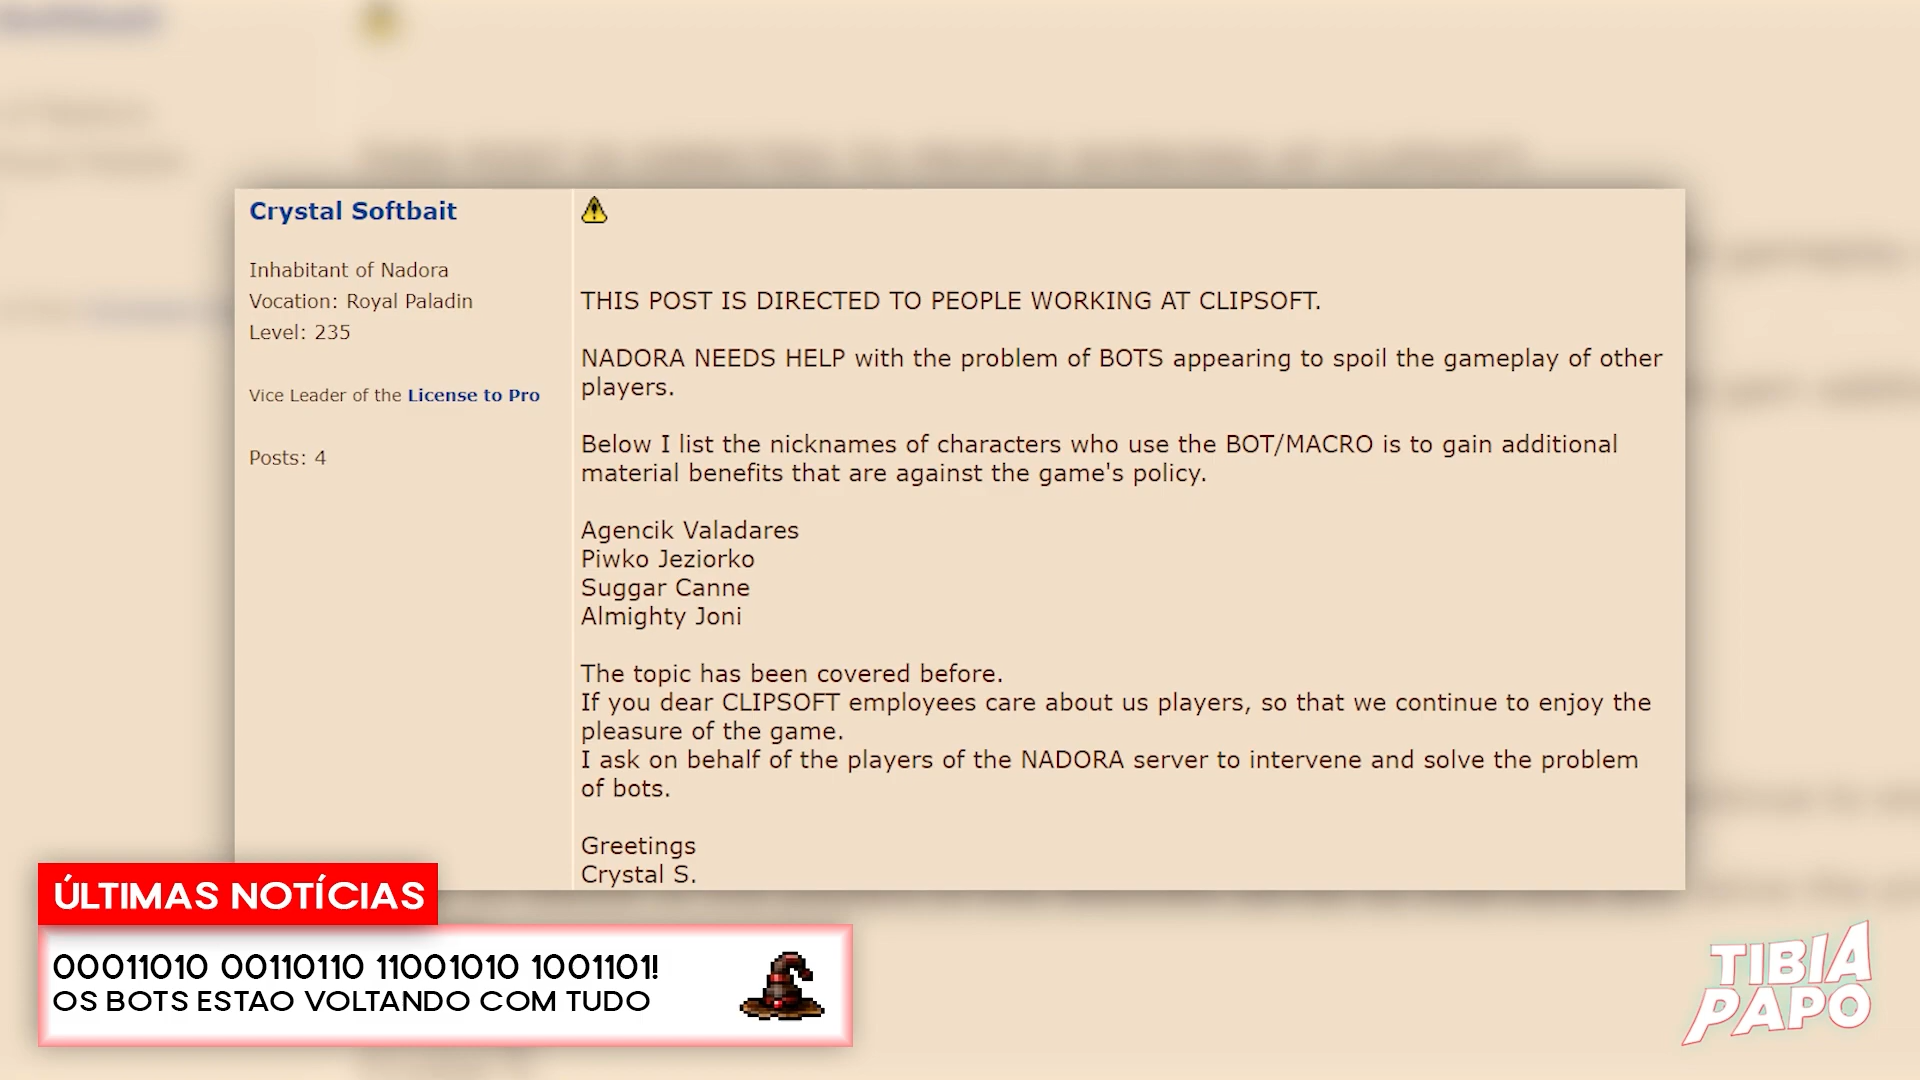 Crystal Softbait
Inhabitant of Nadora
Vocation: Royal Paladin
Level: 235
Vice Leader of the License to Pro
Posts: 4
THIS POST IS DIRECTED TO PEOPLE WORKING AT CLIPSOFT.
NADORA NEEDS HELP with the problem of BOTS appearing to spoil the gameplay of other
players.
Below I list the nicknames of characters who use the BOT/MACRO is to gain additional
material benefits that are against the game's policy.
Agencik Valadares
Piwko Jeziorko
Suggar Canne
Almighty Joni
The topic has been covered before.
If you dear CLIPSOFT employees care about us players, so that we continue to enjoy the
pleasure of the game.
I ask on behalf of the players of the NADORA server to intervene and solve the problem
of bots.
Greetings
Crystal S.
ÚLTIMAS NOTÍCIAS
00011010 00110110 11001010 1001101!
OS BOTS ESTAO VOLTANDO COM TUDO
TIBIA
PAPO